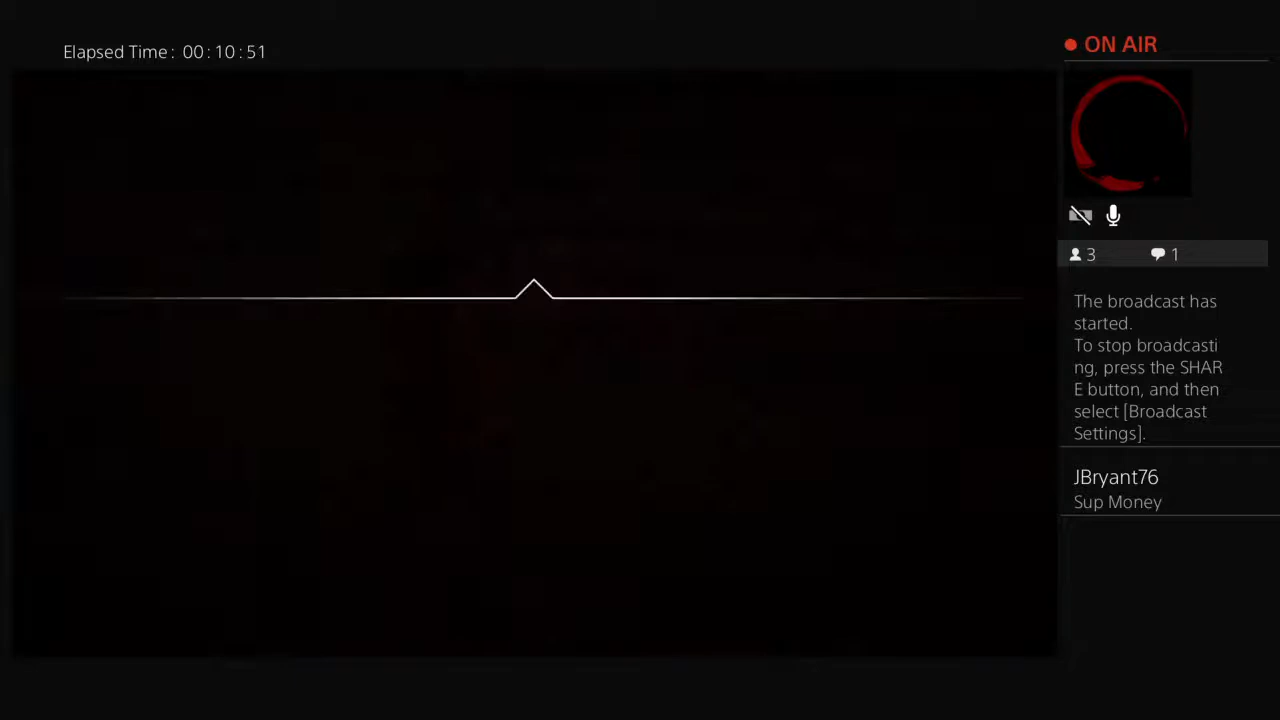 Elapsed Time: 00:10:51
ON AIR
3 1
The broadcast has
started.
To stop broadcasti
ng, press the SHAR
E button, and then
select [Broadcast
Settings].
JBryant76
Sup Money